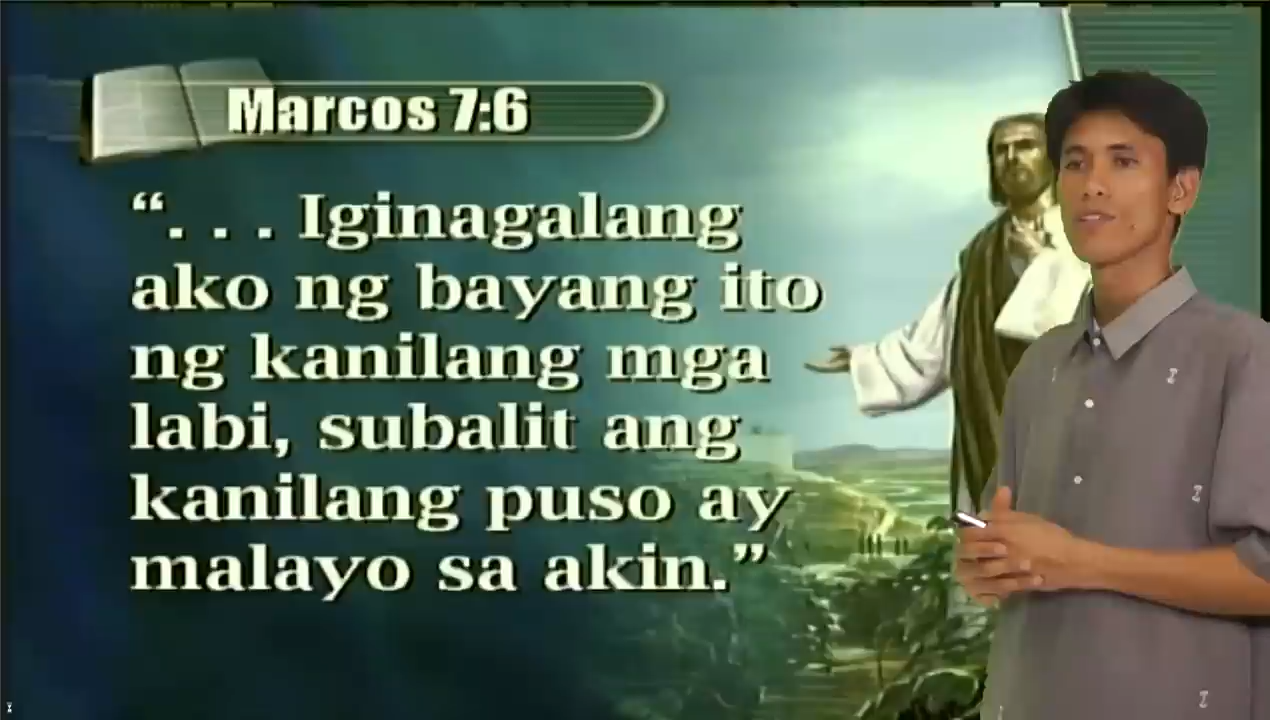 Marcos 7:6
“. . . Iginagalang
ako ng bayang ito
ng kanilang mga
labi, subalit ang
kanilang puso ay
malayo sa akin.”